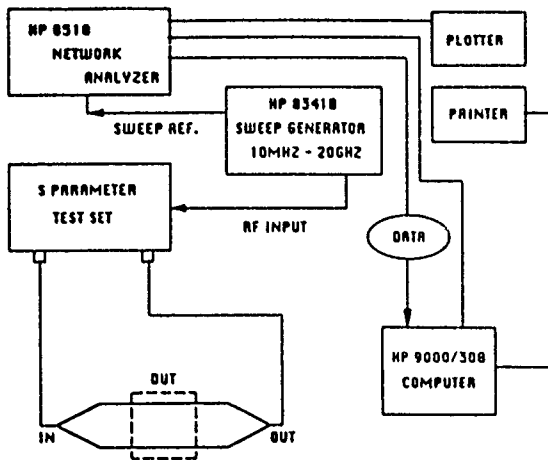 HP 8510
NETWORK
ANALYZER
PLOTTER
HP 83418
SWEEP GENERATOR
10MHZ - 20GHZ
PRINTER
SWEEP REF.
S PARAMETER
TEST SET
RF INPUT
DATA
HP 9000/308
COMPUTER
DUT
IN
OUT